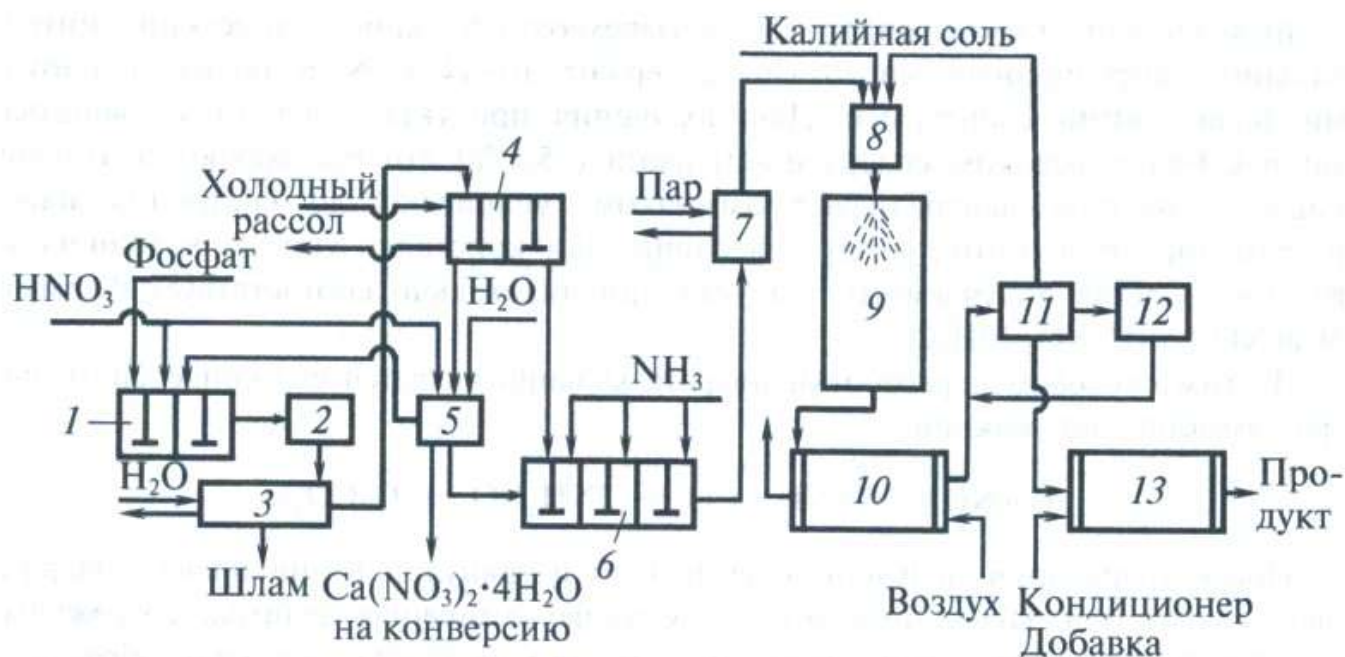 Калийная соль
8
4
Холодный
рассол
Пар
7
Фосфат
HNO₃
H₂O
9
11
12
NH₃
1
2
5
H₂O
3
10
13
Про-
дукт
6
Шлам
Ca(NO₃)₂·4H₂O
на конверсию
Воздух
Кондиционер
Добавка